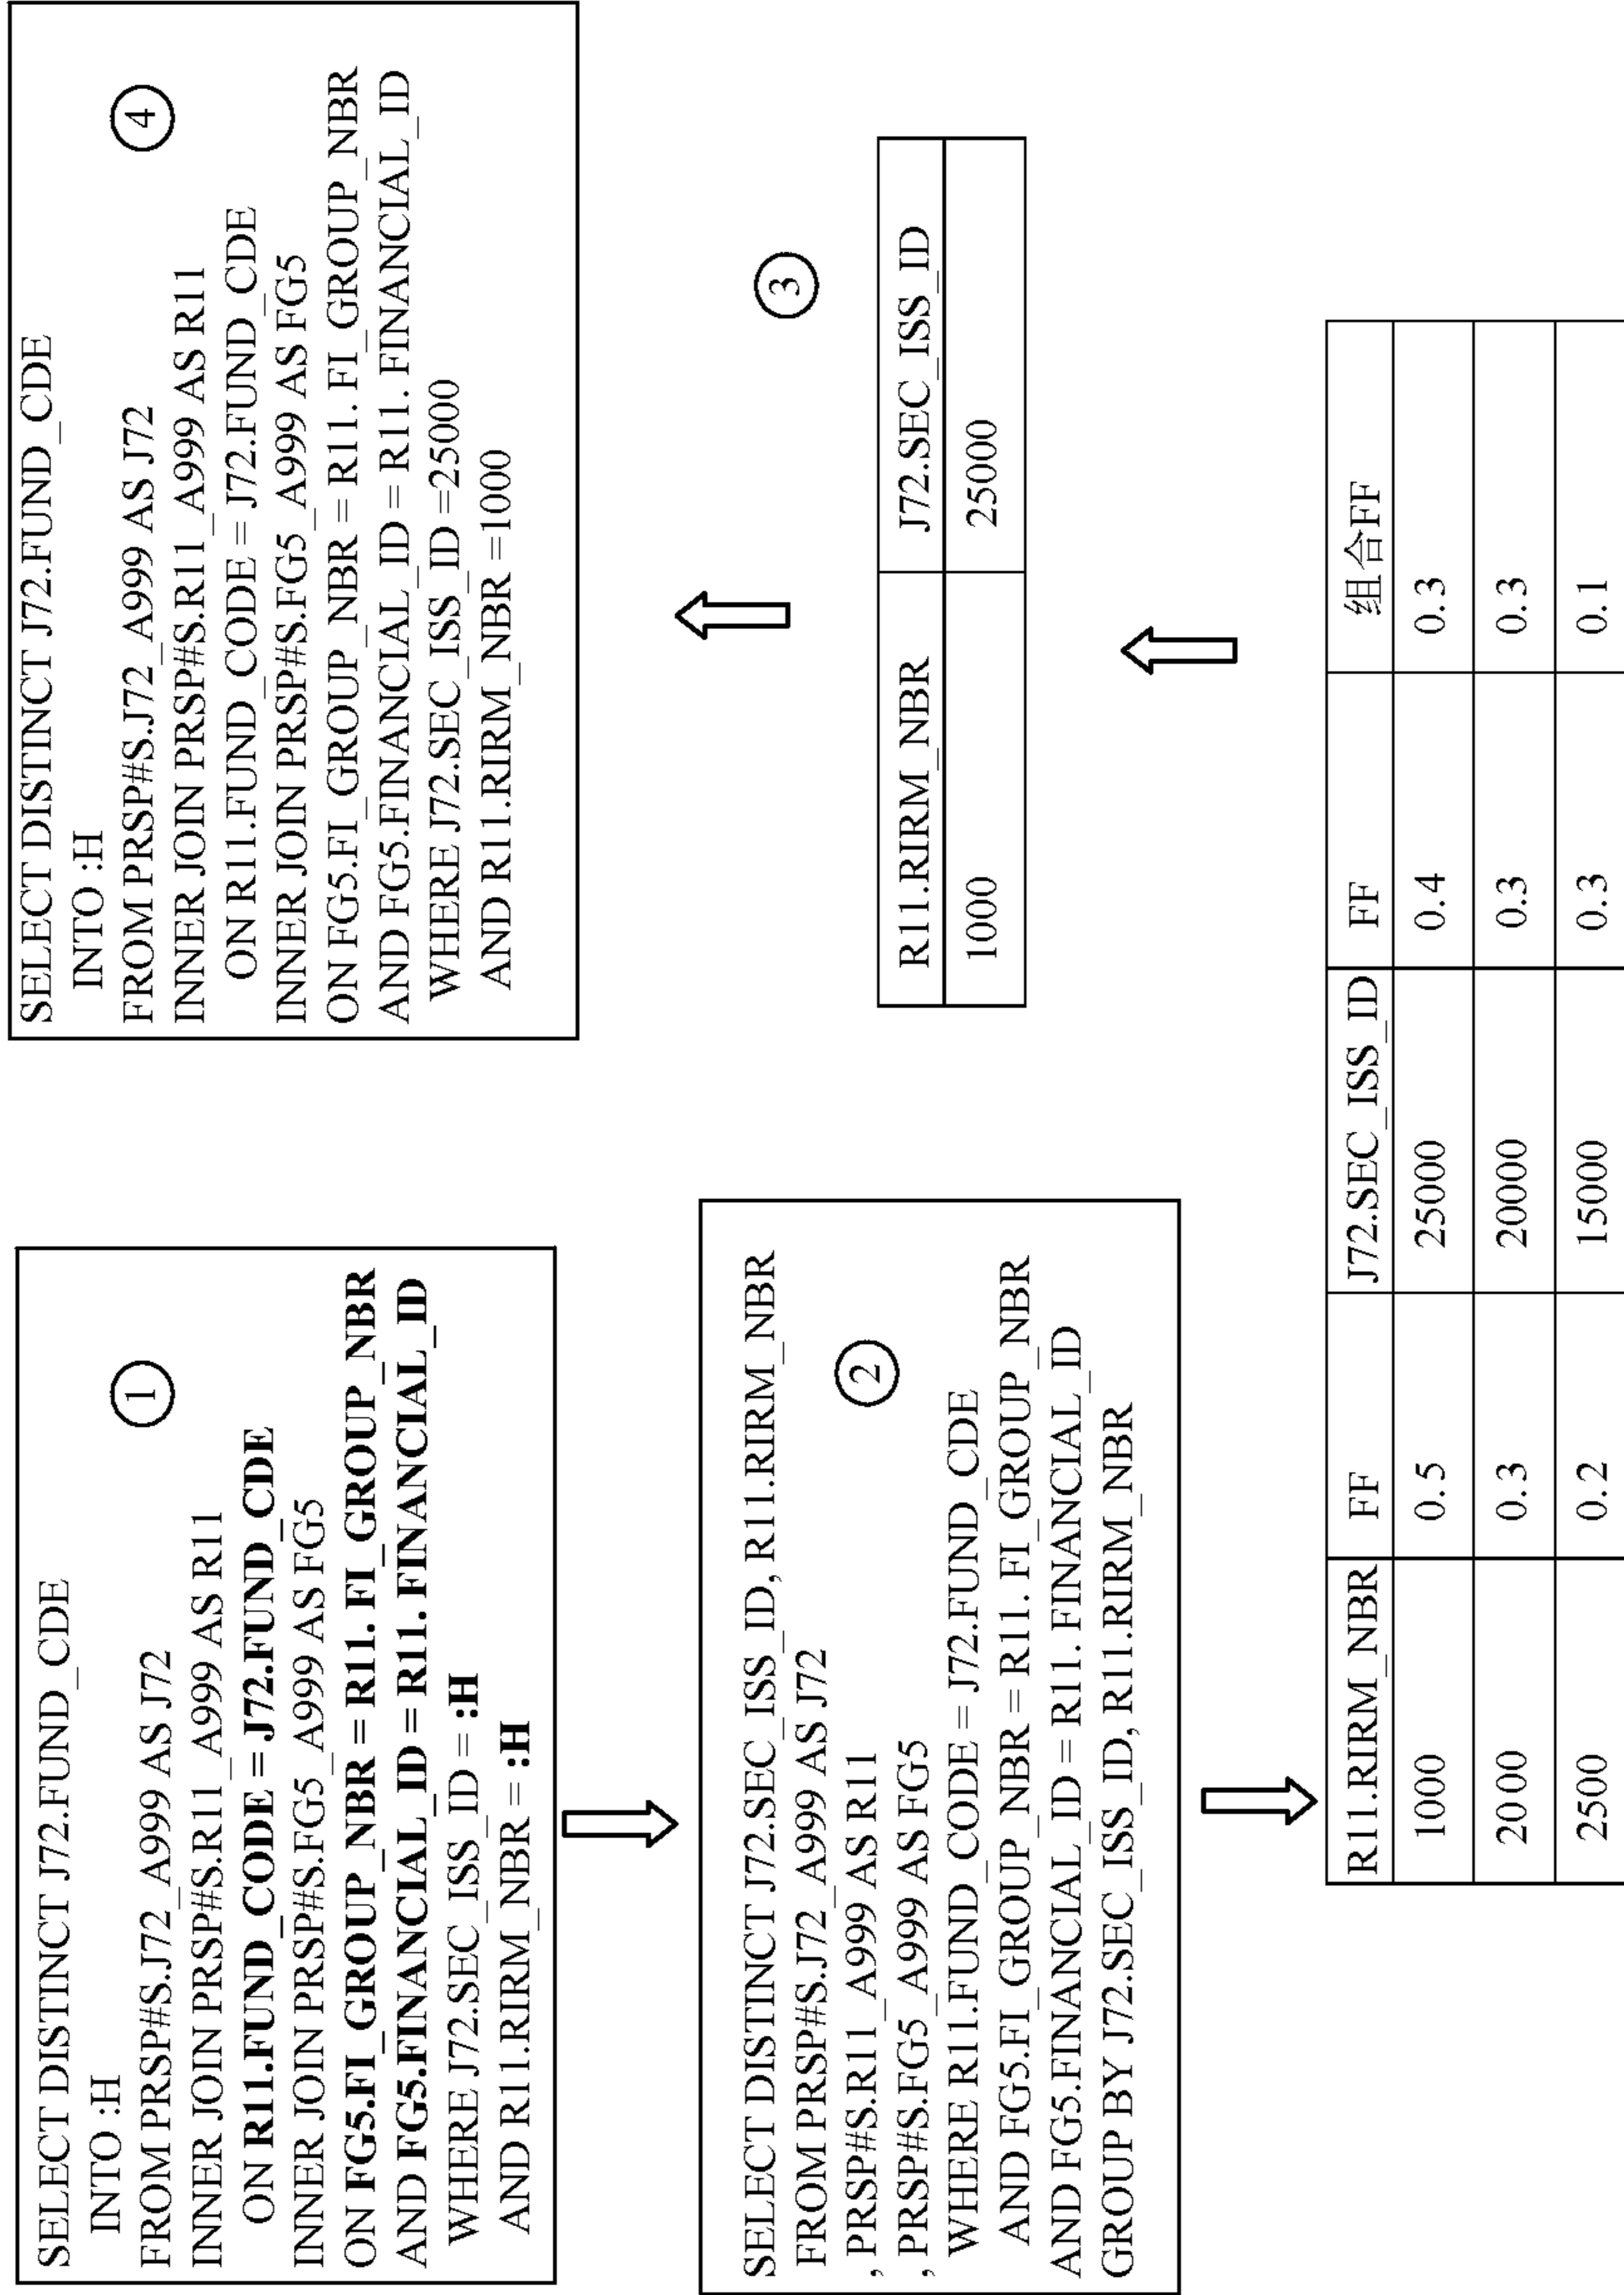 SELECT DISTINCT J72.FUND_CDE
INTO :H
FROM PRSP#S.J72_A999 AS J72
INNER JOIN PRSP#S.R11_A999 AS R11
ON R11.FUND_CODE = J72.FUND_CDE
INNER JOIN PRSP#S.FG5_A999 AS FG5
ON FG5.FI_GROUP_NBR = R11. FI_GROUP_NBR
AND FG5.FINANCIAL_ID = R11. FINANCIAL_ID
WHERE J72.SEC_ISS_ID = :H
AND R11.RIRM_NBR = :H
①
SELECT DISTINCT J72.SEC_ISS_ID, R11.RIRM_NBR
FROM PRSP#S.J72_A999 AS J72
, PRSP#S.R11_A999 AS R11
, PRSP#S.FG5_A999 AS FG5
WHERE R11.FUND_CODE = J72.FUND_CDE
AND FG5.FI_GROUP_NBR = R11. FI_GROUP_NBR
AND FG5.FINANCIAL_ID = R11. FINANCIAL_ID
GROUP BY J72.SEC_ISS_ID, R11.RIRM_NBR
②
R11.RIRM_NBR FF J72.SEC_ISS_ID FF 组合FF
1000 0.5 25000 0.4 0.3
2000 0.3 20000 0.3 0.3
2500 0.2 15000 0.3 0.1
③
R11.RIRM_NBR J72.SEC_ISS_ID
1000 25000
SELECT DISTINCT J72.FUND_CDE
INTO :H
FROM PRSP#S.J72_A999 AS J72
INNER JOIN PRSP#S.R11_A999 AS R11
ON R11.FUND_CODE = J72.FUND_CDE
INNER JOIN PRSP#S.FG5_A999 AS FG5
ON FG5.FI_GROUP_NBR = R11. FI_GROUP_NBR
AND FG5.FINANCIAL_ID = R11. FINANCIAL_ID
WHERE J72.SEC_ISS_ID =25000
AND R11.RIRM_NBR =1000
④